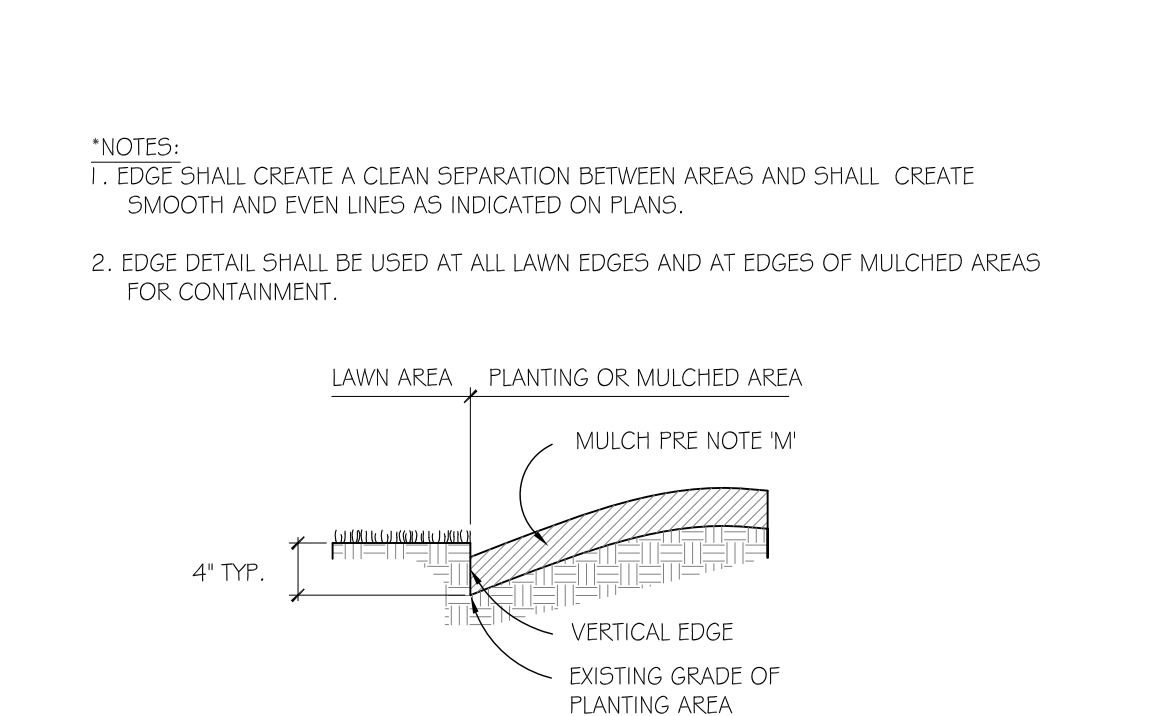 *NOTES:
1. EDGE SHALL CREATE A CLEAN SEPARATION BETWEEN AREAS AND SHALL CREATE
SMOOTH AND EVEN LINES AS INDICATED ON PLANS.
2. EDGE DETAIL SHALL BE USED AT ALL LAWN EDGES AND AT EDGES OF MULCHED AREAS
FOR CONTAINMENT.
LAWN AREA
PLANTING OR MULCHED AREA
MULCH PRE NOTE 'M'
4" TYP.
VERTICAL EDGE
EXISTING GRADE OF
PLANTING AREA